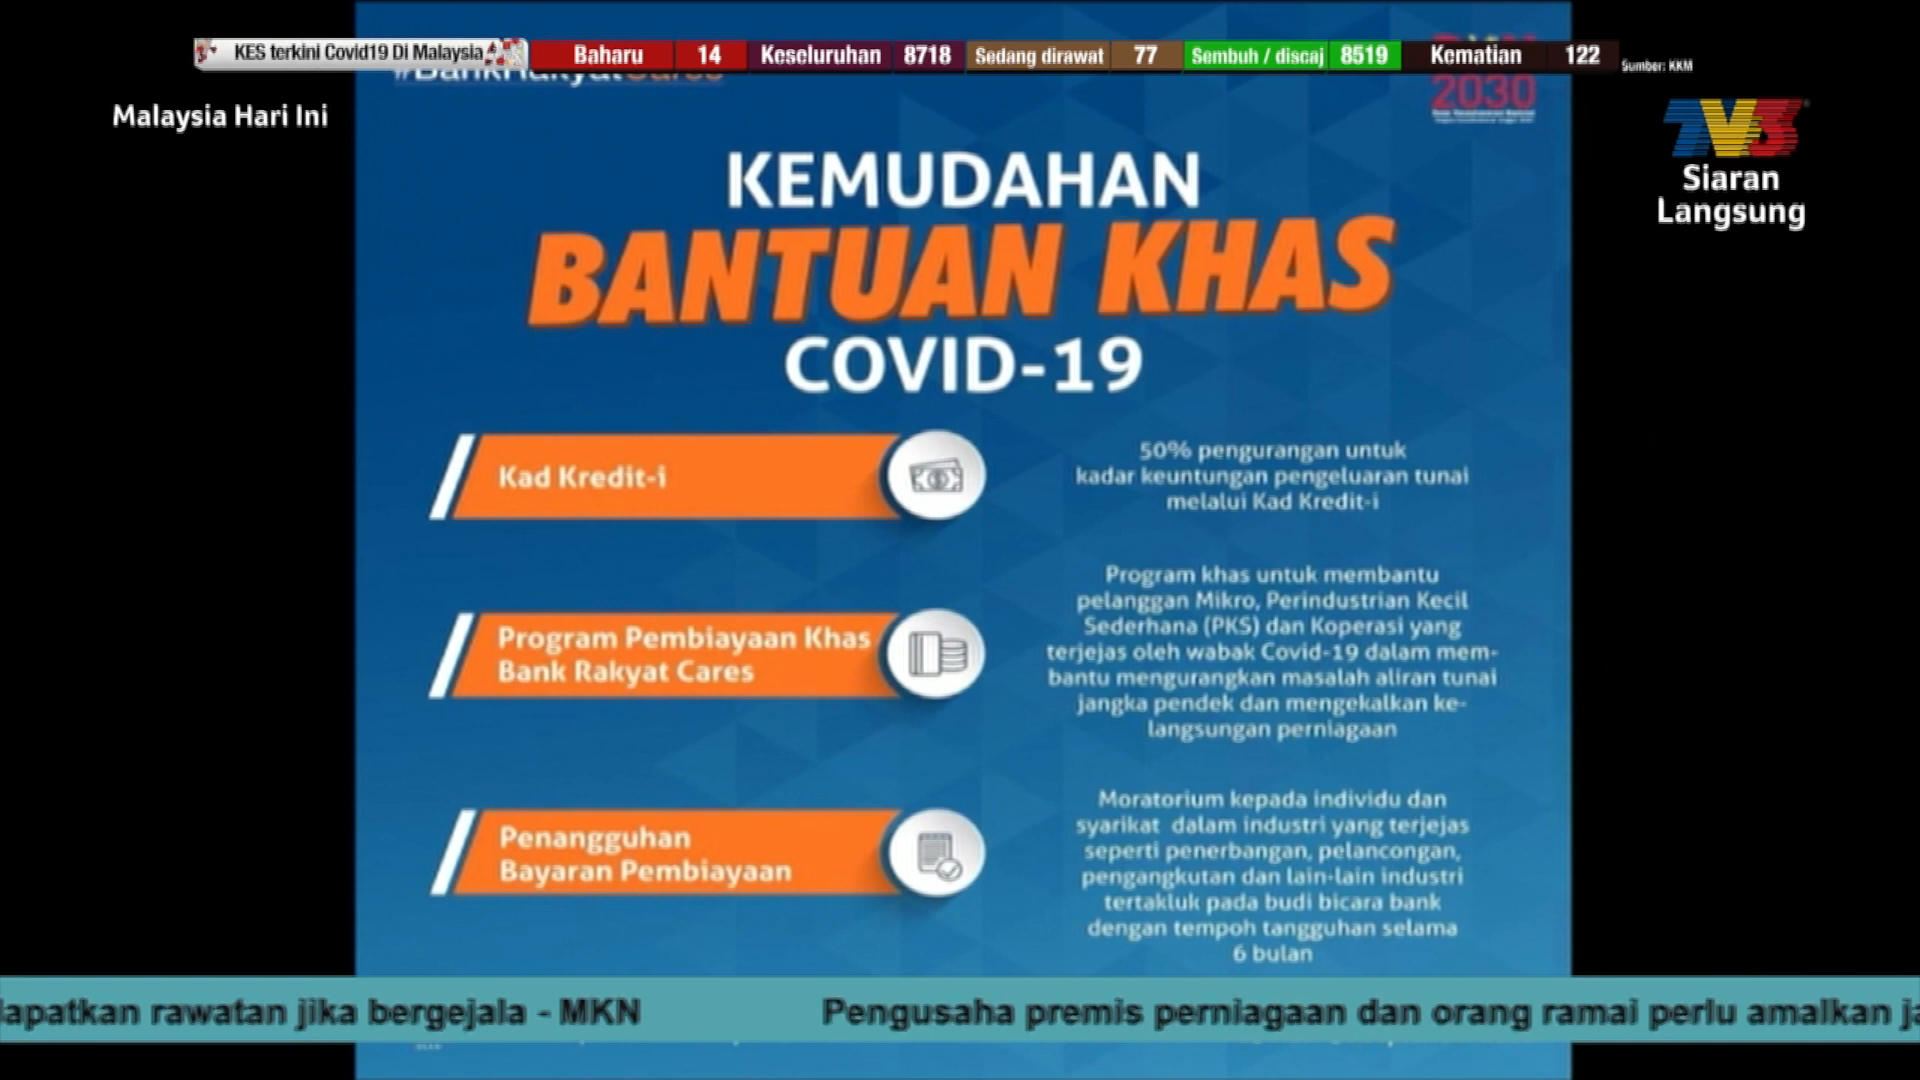 KES terkini Covid19 Di Malaysia Baharu 14 Keseluruhan 8718 Sedang dirawat 77 Sembuh / discaj 8519 Kematian 122
Sumber: KKM
Malaysia Hari Ini
2030
TV3
Siaran
Langsung
KEMUDAHAN
BANTUAN KHAS
COVID-19
Kad Kredit-i
50% pengurangan untuk
kadar keuntungan pengeluaran tunai
melalui Kad Kredit-i
Program Pembiayaan Khas
Bank Rakyat Cares
Program khas untuk membantu
pelanggan Mikro, Perindustrian Kecil
Sederhana (PKS) dan Koperasi yang
terjejas oleh wabak Covid-19 dalam mem-
bantu mengurangkan masalah aliran tunai
jangka pendek dan mengekalkan ke-
langsungan perniagaan
Penangguhan
Bayaran Pembiayaan
Moratorium kepada individu dan
syarikat dalam industri yang terjejas
seperti penerbangan, pelancongan,
pengangkutan dan lain-lain industri
tertakluk pada budi bicara bank
dengan tempoh tangguhan selama
6 bulan
dapatkan rawatan jika bergejala - MKN Pengusaha premis perniagaan dan orang ramai perlu amalkan